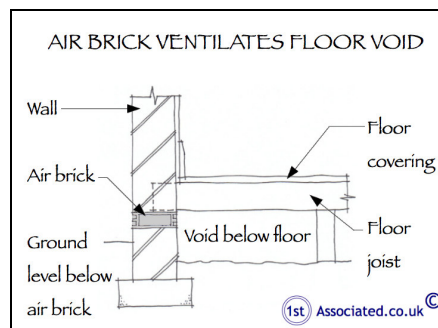 AIR BRICK VENTILATES FLOOR VOID
Wall
Air brick
Ground
level below
air brick
Floor
covering
Void below floor
Floor
joist
1st Associated.co.uk ©